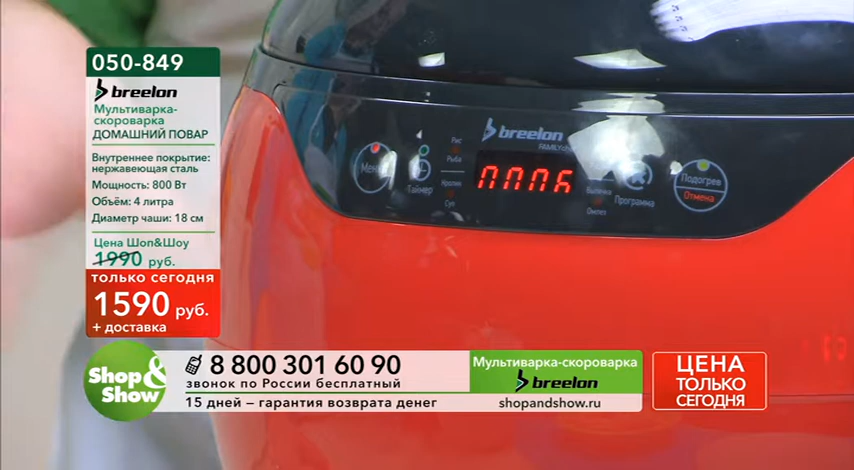 050-849
breelon
Мультиварка-
скороварка
ДОМАШНИЙ ПОВАР
Внутреннее покрытие:
нержавеющая сталь
Мощность: 800 Вт
Объём: 4 литра
Диаметр чаши: 18 см
Цена Шоп&Шоу
1990 руб.
ТОЛЬКО СЕГОДНЯ
1590 руб.
+ доставка
breelon
Меню
Таймер
Рис
Рыба
Кролик
Суп
Выпечка
Омлет
Программа
Подогрев
Отмена
Shop&
Show
8 800 301 60 90
звонок по России бесплатный
15 дней – гарантия возврата денег
Мультиварка-скороварка
breelon
shopandshow.ru
ЦЕНА
ТОЛЬКО
СЕГОДНЯ